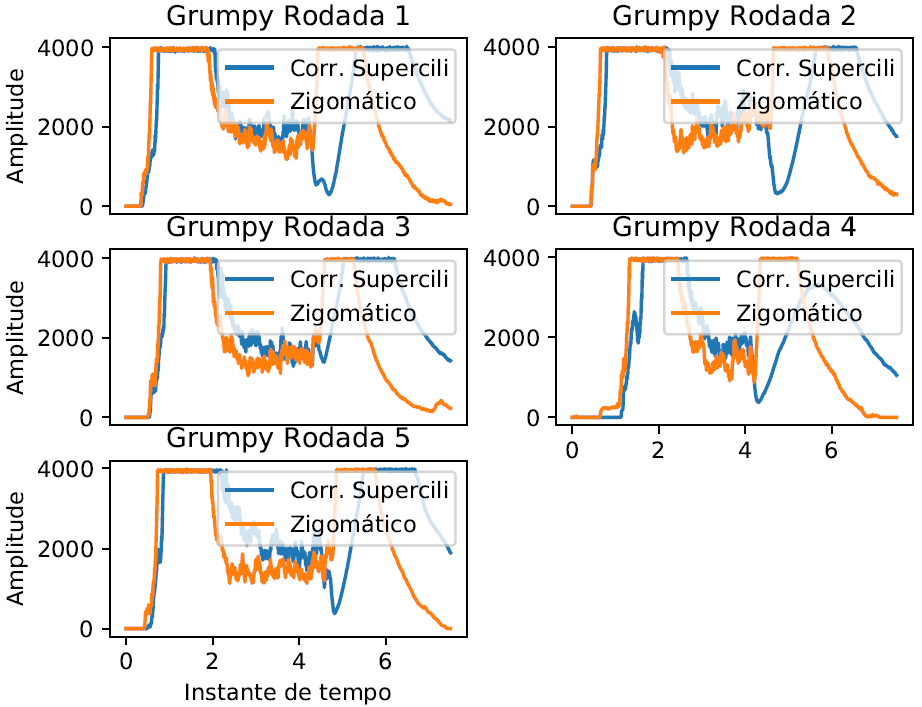 Grumpy Rodada 1
Amplitude
4000
2000
0
Corr. Supercili
Zigomático
Grumpy Rodada 2
4000
2000
0
Corr. Supercili
Zigomático
Grumpy Rodada 3
Amplitude
4000
2000
0
Corr. Supercili
Zigomático
Grumpy Rodada 4
4000
2000
0
Corr. Supercili
Zigomático
0 2 4 6
Grumpy Rodada 5
Amplitude
4000
2000
0
Corr. Supercili
Zigomático
0 2 4 6
Instante de tempo